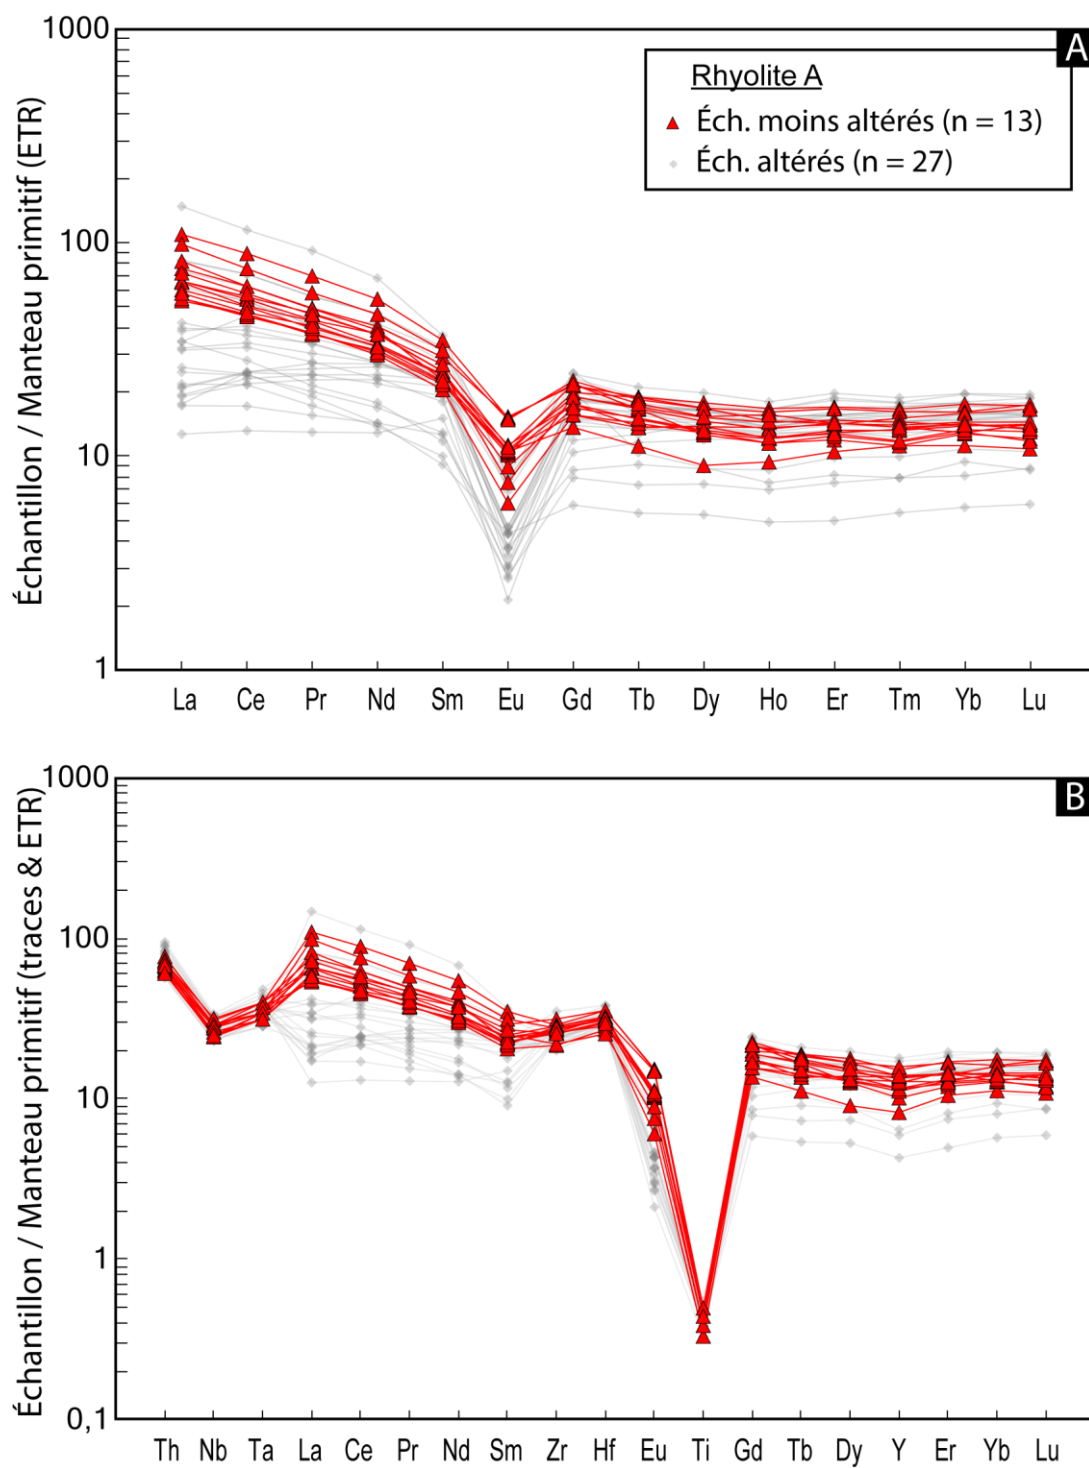 1000
A
Rhyolite A
Éch. moins altérés (n = 13)
Éch. altérés (n = 27)
100
10
1
Échantillon / Manteau primitif (ETR)
La Ce Pr Nd Sm Eu Gd Tb Dy Ho Er Tm Yb Lu
1000
B
100
10
1
0,1
Échantillon / Manteau primitif (traces & ETR)
Th Nb Ta La Ce Pr Nd Sm Zr Hf Eu Ti Gd Tb Dy Y Er Yb Lu